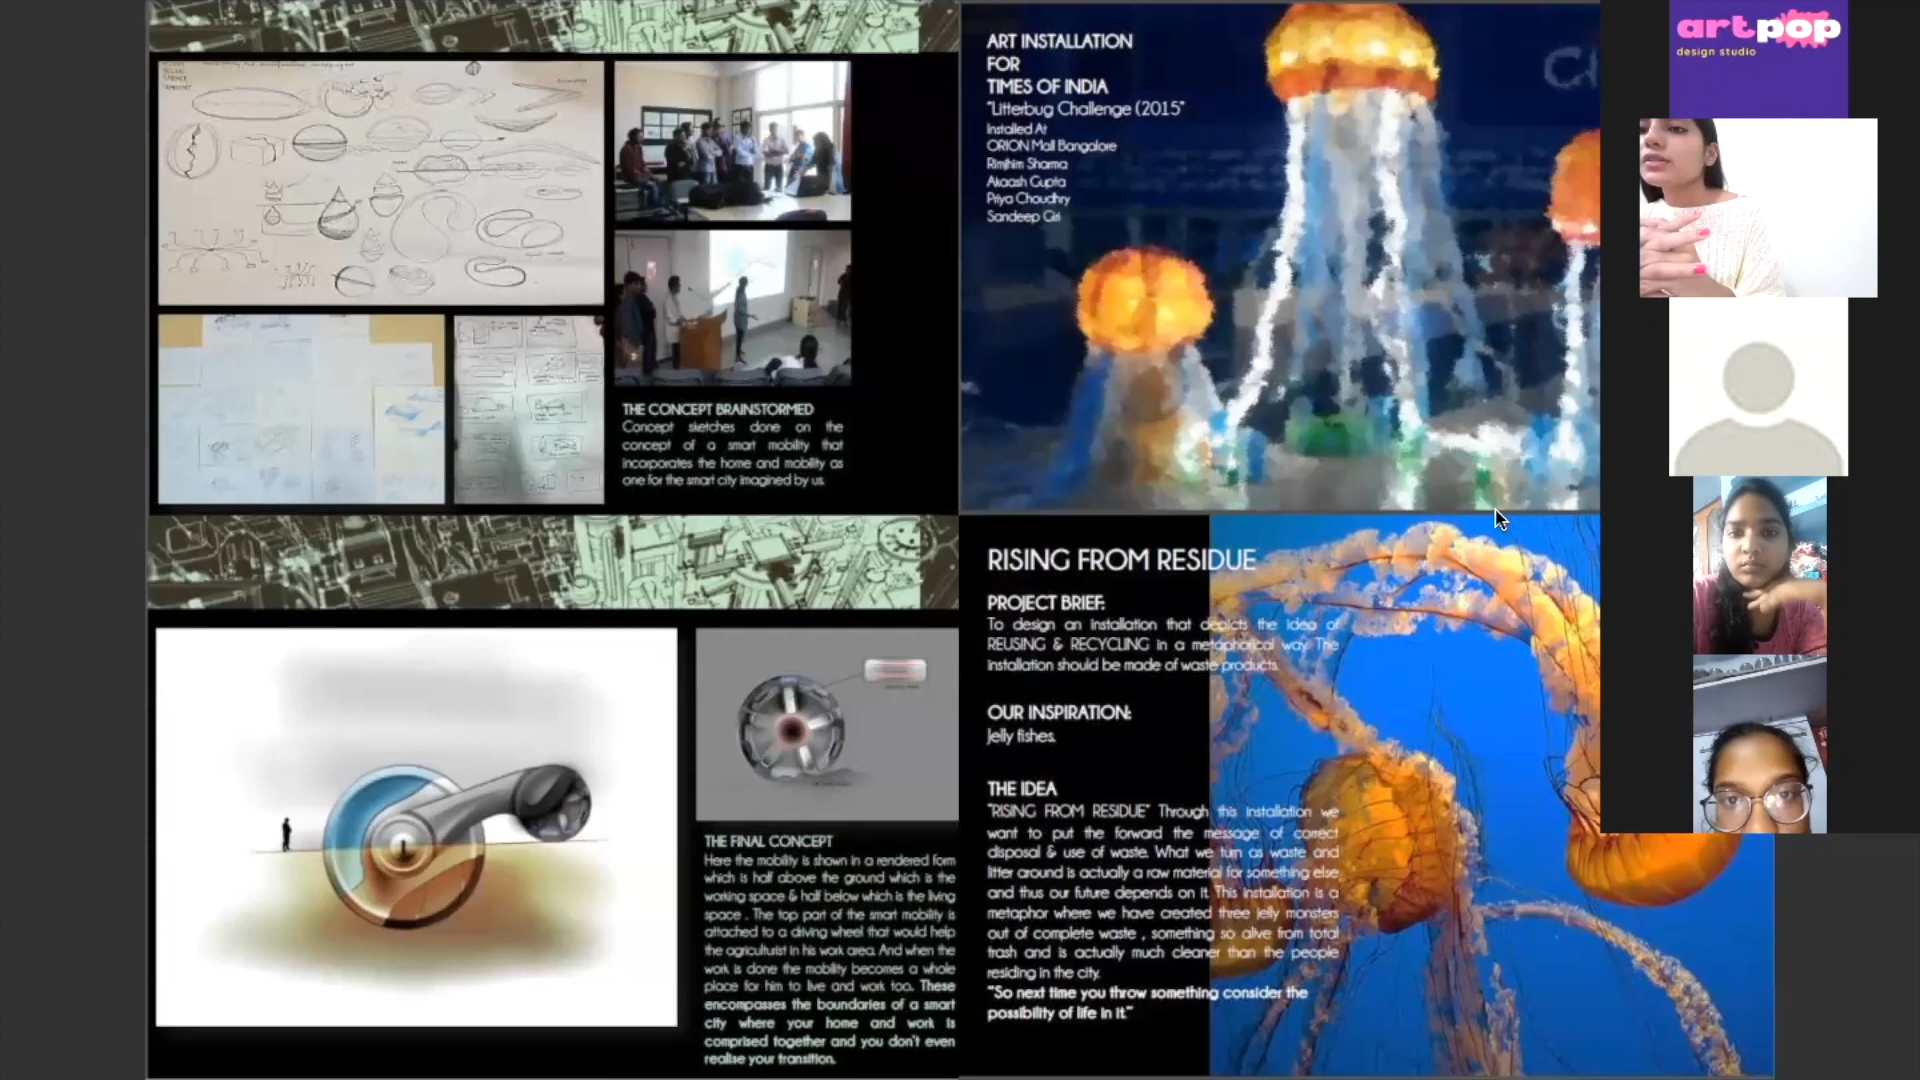 THE CONCEPT BRAINSTORMED
Concept sketches done on the
concept of a smart mobility that
incorporates the home and mobility as
one for the smart city imagined by us.
ART INSTALLATION
FOR
TIMES OF INDIA
"Litterbug Challenge (2015"
Installed At
ORION Mall Bangalore
Rimjhim Sharma
Akaash Gupta
Priya Choudhry
Sandeep Giri
THE FINAL CONCEPT
Here the mobility is shown in a rendered form
which is half above the ground which is the
working space & half below which is the living
space . The top part of the smart mobility is
attached to a driving wheel that would help
the agriculturist in his work area. And when the
work is done the mobility becomes a whole
place for him to live and work too. These
encompasses the boundaries of a smart
city where your home and work is
comprised together and you don't even
realise your transition.
RISING FROM RESIDUE
PROJECT BRIEF:
To design an installation that depicts the idea of
REUSING & RECYCLING in a metaphorical way. The
installation should be made of waste products.
OUR INSPIRATION:
Jelly fishes.
THE IDEA
"RISING FROM RESIDUE" Through this installation we
want to put the forward the message of correct
disposal & use of waste. What we turn as waste and
litter around is actually a raw material for something else
and thus our future depends on it. This installation is a
metaphor where we have created three jelly monsters
out of complete waste , something so alive from total
trash and is actually much cleaner than the people
residing in the city.
"So next time you throw something consider the
possibility of life in it."
artpop
design studio